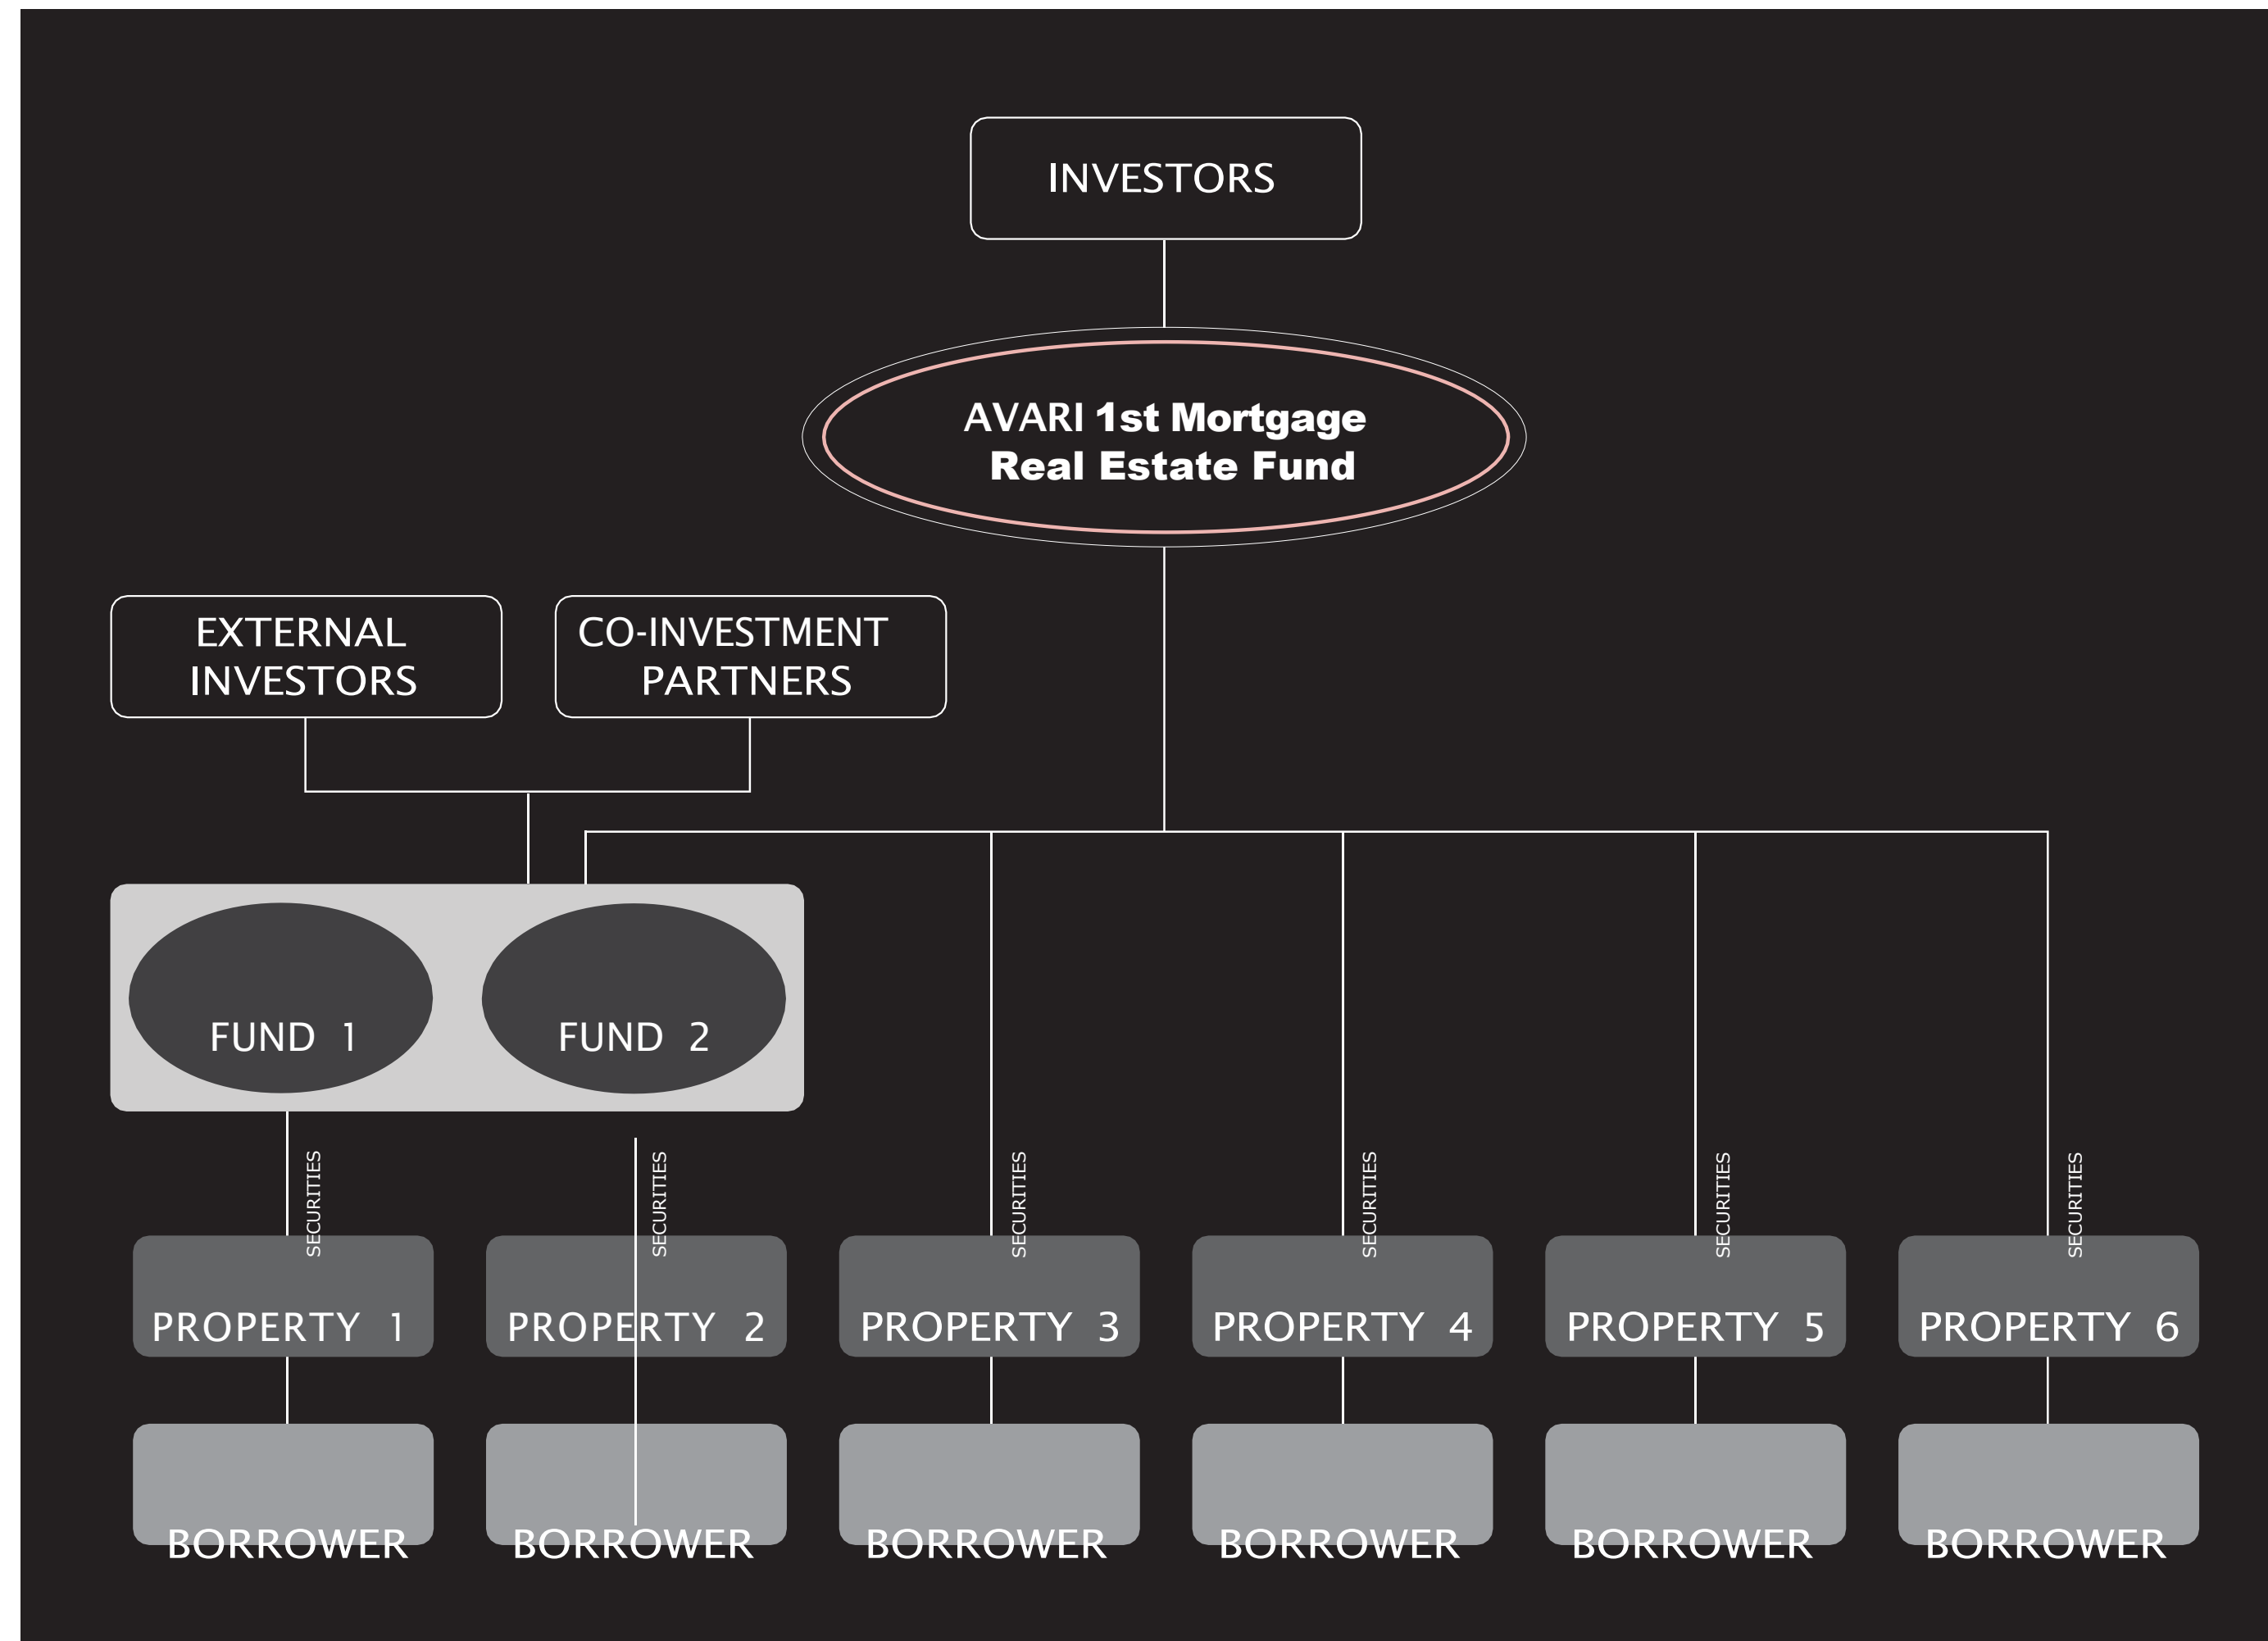 INVESTORS
AVARI 1st Mortgage
Real Estate Fund
EXTERNAL
INVESTORS
CO-INVESTMENT
PARTNERS
FUND 1
FUND 2
SECURITIES
SECURITIES
SECURITIES
SECURITIES
SECURITIES
SECURITIES
PROPERTY 1
PROPERTY 2
PROPERTY 3
PROPERTY 4
PROPERTY 5
PROPERTY 6
BORROWER
BORROWER
BORROWER
BORROWER
BORROWER
BORROWER